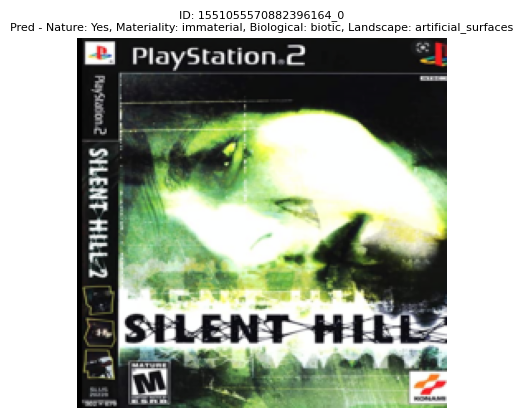 ID: 1551055570882396164_0
Pred - Nature: Yes, Materiality: immaterial, Biological: biotic, Landscape: artificial_surfaces
PlayStation.2
PlayStation.2
SILENT HILL 2
SILENT HILL
MATURE
M
ESRB
KONAMI